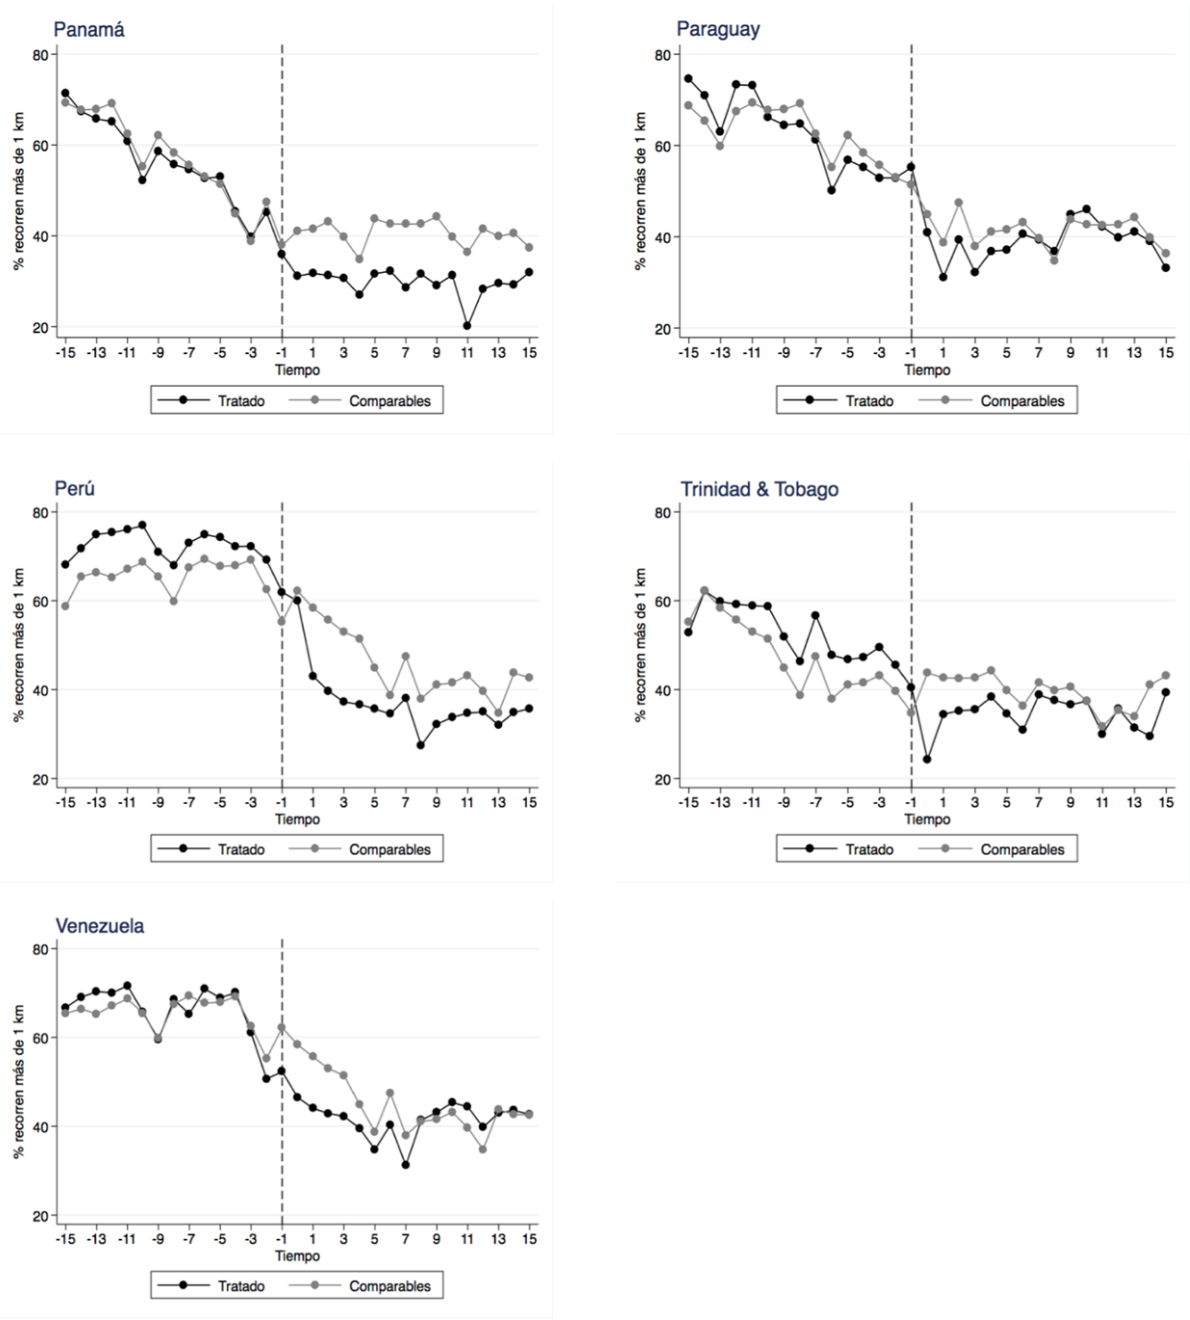 Panamá
% recorren más de 1 km
80
60
40
20
-15 -13 -11 -9 -7 -5 -3 -1 1 3 5 7 9 11 13 15
Tiempo
Tratado Comparables
Paraguay
% recorren más de 1 km
80
60
40
20
-15 -13 -11 -9 -7 -5 -3 -1 1 3 5 7 9 11 13 15
Tiempo
Tratado Comparables
Perú
% recorren más de 1 km
80
60
40
20
-15 -13 -11 -9 -7 -5 -3 -1 1 3 5 7 9 11 13 15
Tiempo
Tratado Comparables
Trinidad & Tobago
% recorren más de 1 km
80
60
40
20
-15 -13 -11 -9 -7 -5 -3 -1 1 3 5 7 9 11 13 15
Tiempo
Tratado Comparables
Venezuela
% recorren más de 1 km
80
60
40
20
-15 -13 -11 -9 -7 -5 -3 -1 1 3 5 7 9 11 13 15
Tiempo
Tratado Comparables